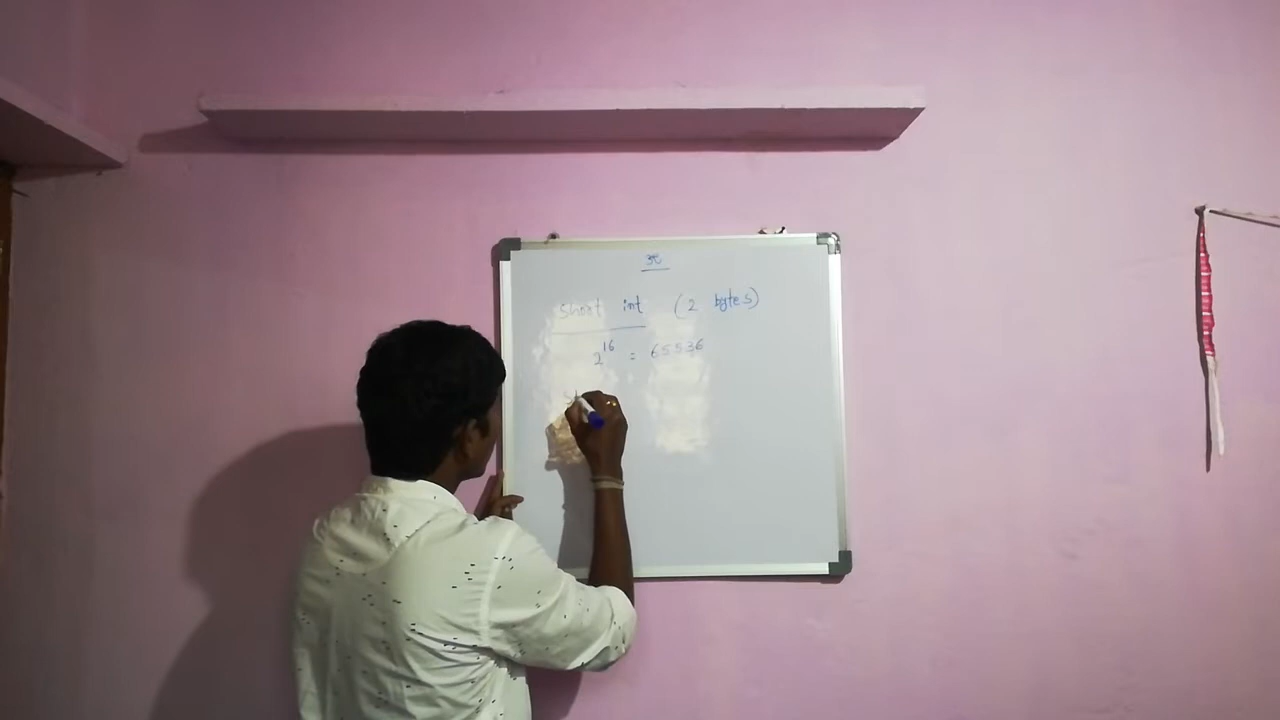 ॐ
short int (2 bytes)
2^16 = 65536